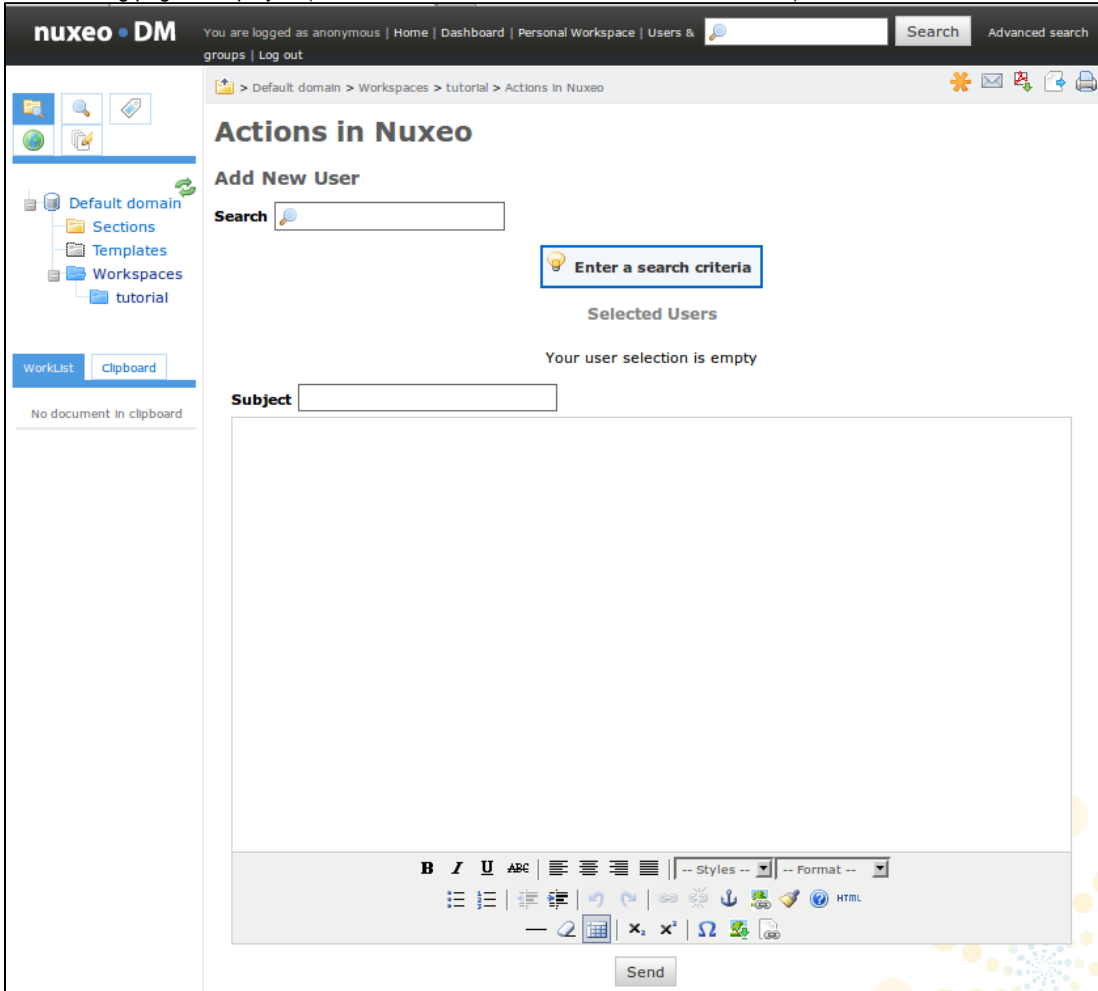 nuxeo • DM
You are logged as anonymous | Home | Dashboard | Personal Workspace | Users &
groups | Log out
Search
Advanced search
> Default domain > Workspaces > tutorial > Actions In Nuxeo
Actions in Nuxeo
Add New User
Search
Enter a search criteria
Selected Users
Your user selection is empty
Subject
Default domain
Sections
Templates
Workspaces
tutorial
WorkList
Clipboard
No document In clipboard
B I U ABC -- Styles -- -- Format --
HTML
x₂ x² Ω
Send